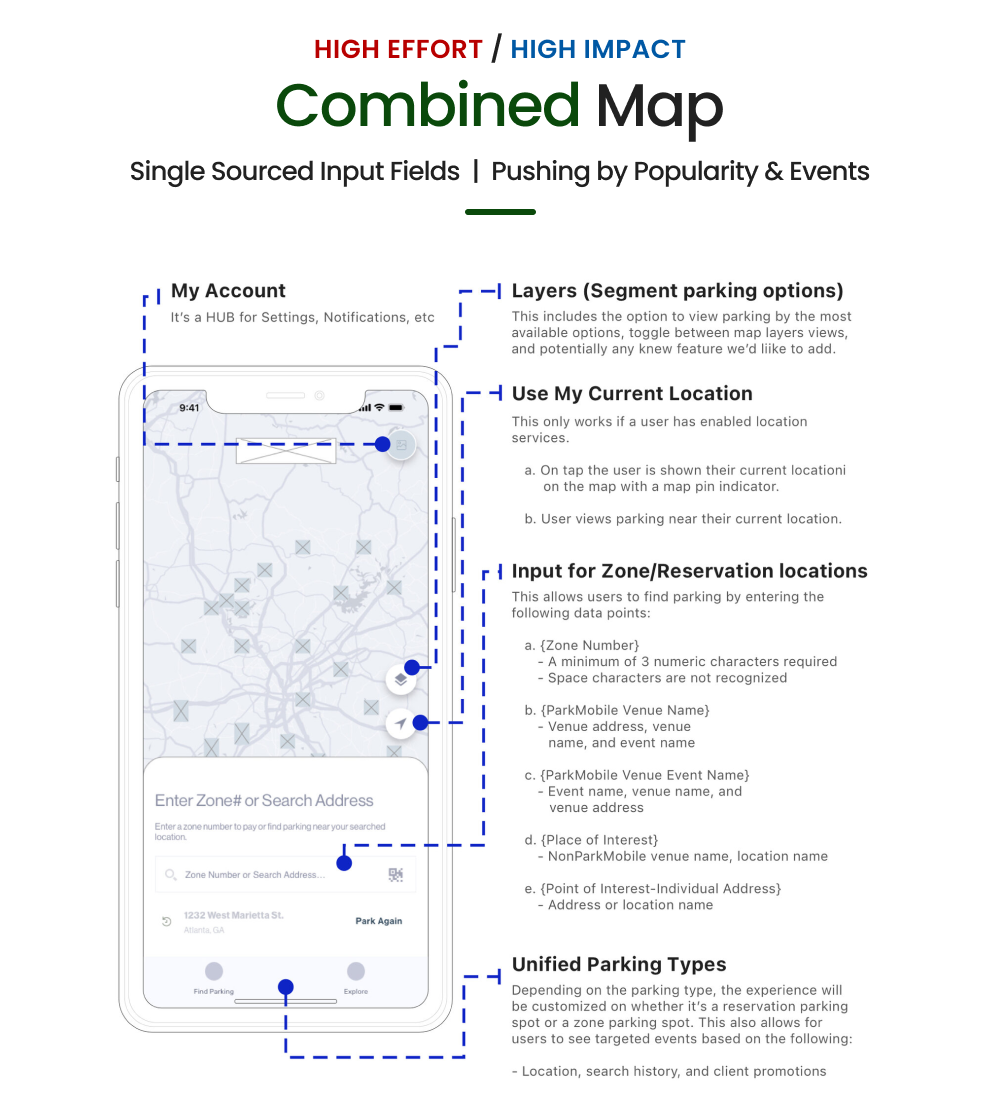 HIGH EFFORT / HIGH IMPACT
Combined Map
Single Sourced Input Fields | Pushing by Popularity & Events
My Account
It's a HUB for Settings, Notifications, etc
Layers (Segment parking options)
This includes the option to view parking by the most
available options, toggle between map layers views,
and potentially any knew feature we'd liike to add.
Use My Current Location
This only works if a user has enabled location
services.
a. On tap the user is shown their current locationi
on the map with a map pin indicator.
b. User views parking near their current location.
Input for Zone/Reservation locations
This allows users to find parking by entering the
following data points:
a. {Zone Number}
- A minimum of 3 numeric characters required
- Space characters are not recognized
b. {ParkMobile Venue Name}
- Venue address, venue
name, and event name
c. {ParkMobile Venue Event Name}
- Event name, venue name, and
venue address
d. {Place of Interest}
- NonParkMobile venue name, location name
e. {Point of Interest-Individual Address}
- Address or location name
Unified Parking Types
Depending on the parking type, the experience will
be customized on whether it's a reservation parking
spot or a zone parking spot. This also allows for
users to see targeted events based on the following:
- Location, search history, and client promotions
9:41
Enter Zone# or Search Address
Enter a zone number to pay or find parking near your searched
location.
Zone Number or Search Address...
1232 West Marietta St.
Atlanta, GA
Park Again
Find Parking
Explore